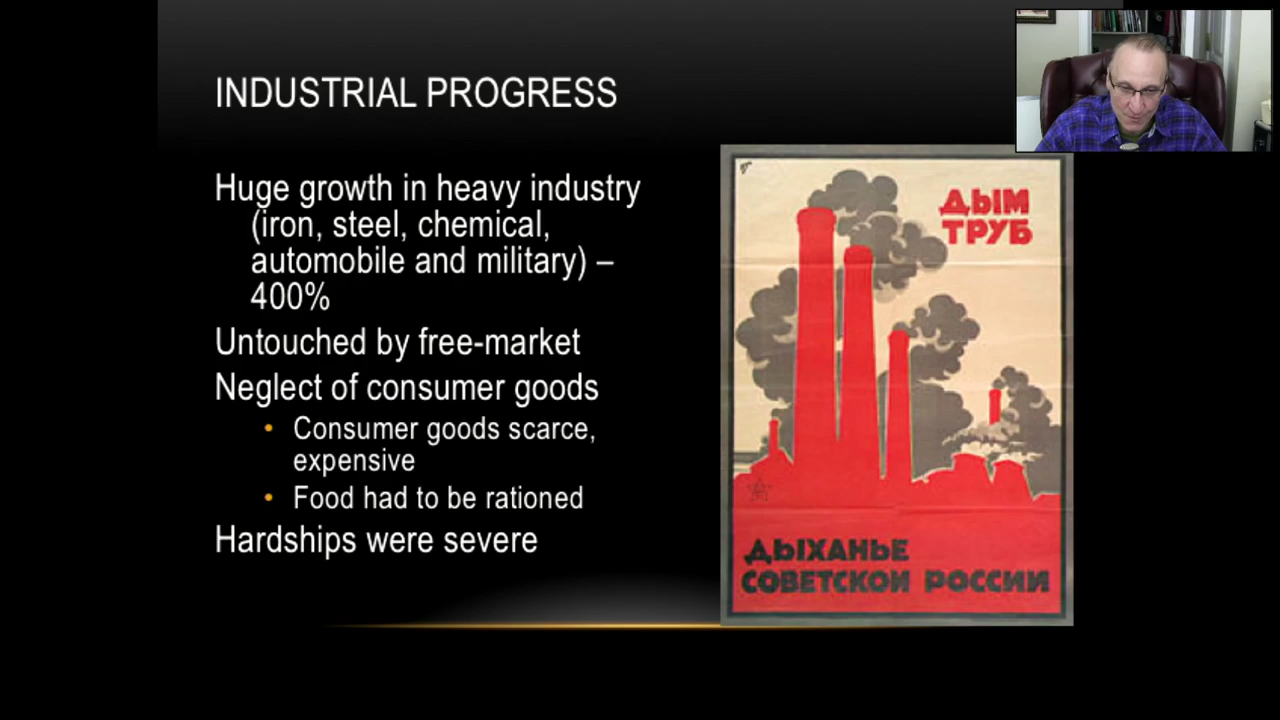 INDUSTRIAL PROGRESS
Huge growth in heavy industry
(iron, steel, chemical,
automobile and military) –
400%
Untouched by free-market
Neglect of consumer goods
• Consumer goods scarce,
expensive
• Food had to be rationed
Hardships were severe
ДЫМ
ТРУБ
ДЫХАНЬЕ
СОВЕТСКОЙ РОССИИ